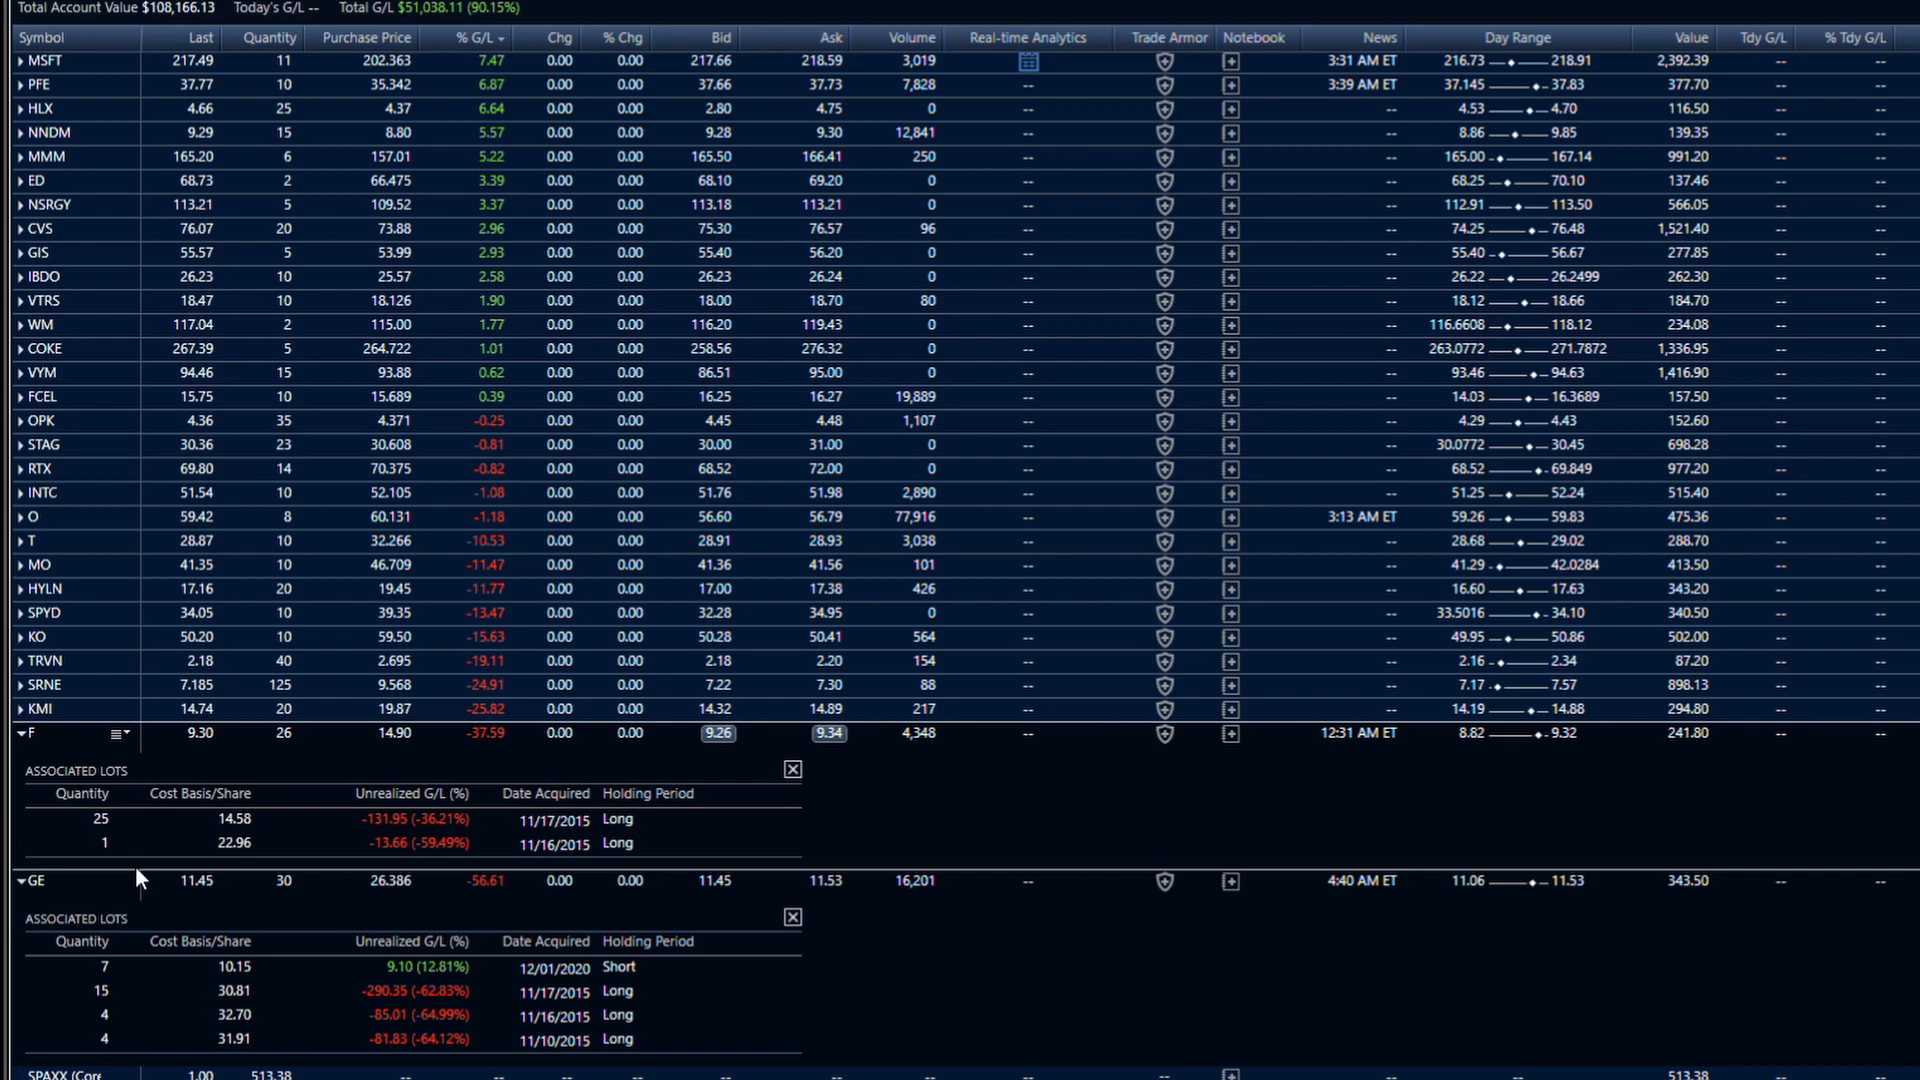 Total Account Value $108,166.13 Today's G/L -- Total G/L $51,038.11 (90.15%)
Symbol Last Quantity Purchase Price % G/L Chg % Chg Bid Ask Volume Real-time Analytics Trade Armor Notebook News Day Range Value Tdy G/L % Tdy G/L
MSFT 217.49 11 202.363 7.47 0.00 0.00 217.66 218.59 3,019 3:31 AM ET 216.73 218.91 2,392.39 -- --
PFE 37.77 10 35.342 6.87 0.00 0.00 37.66 37.73 7,828 -- 3:39 AM ET 37.145 37.83 377.70 -- --
HLX 4.66 25 4.37 6.64 0.00 0.00 2.80 4.75 0 -- -- 4.53 4.70 116.50 -- --
NNDM 9.29 15 8.80 5.57 0.00 0.00 9.28 9.30 12,841 -- -- 8.86 9.85 139.35 -- --
MMM 165.20 6 157.01 5.22 0.00 0.00 165.50 166.41 250 -- -- 165.00 167.14 991.20 -- --
ED 68.73 2 66.475 3.39 0.00 0.00 68.10 69.20 0 -- -- 68.25 70.10 137.46 -- --
NSRGY 113.21 5 109.52 3.37 0.00 0.00 113.18 113.21 0 -- -- 112.91 113.50 566.05 -- --
CVS 76.07 20 73.88 2.96 0.00 0.00 75.30 76.57 96 -- -- 74.25 76.48 1,521.40 -- --
GIS 55.57 5 53.99 2.93 0.00 0.00 55.40 56.20 0 -- -- 55.40 56.67 277.85 -- --
IBDO 26.23 10 25.57 2.58 0.00 0.00 26.23 26.24 0 -- -- 26.22 26.2499 262.30 -- --
VTRS 18.47 10 18.126 1.90 0.00 0.00 18.00 18.70 80 -- -- 18.12 18.66 184.70 -- --
WM 117.04 2 115.00 1.77 0.00 0.00 116.20 119.43 0 -- -- 116.6608 118.12 234.08 -- --
COKE 267.39 5 264.722 1.01 0.00 0.00 258.56 276.32 0 -- -- 263.0772 271.7872 1,336.95 -- --
VYM 94.46 15 93.88 0.62 0.00 0.00 86.51 95.00 0 -- -- 93.46 94.63 1,416.90 -- --
FCEL 15.75 10 15.689 0.39 0.00 0.00 16.25 16.27 19,889 -- -- 14.03 16.3689 157.50 -- --
OPK 4.36 35 4.371 -0.25 0.00 0.00 4.45 4.48 1,107 -- -- 4.29 4.43 152.60 -- --
STAG 30.36 23 30.608 -0.81 0.00 0.00 30.00 31.00 0 -- -- 30.0772 30.45 698.28 -- --
RTX 69.80 14 70.375 -0.82 0.00 0.00 68.52 72.00 0 -- -- 68.52 69.849 977.20 -- --
INTC 51.54 10 52.105 -1.08 0.00 0.00 51.76 51.98 2,890 -- -- 51.25 52.24 515.40 -- --
O 59.42 8 60.131 -1.18 0.00 0.00 56.60 56.79 77,916 -- 3:13 AM ET 59.26 59.83 475.36 -- --
T 28.87 10 32.266 -10.53 0.00 0.00 28.91 28.93 3,038 -- -- 28.68 29.02 288.70 -- --
MO 41.35 10 46.709 -11.47 0.00 0.00 41.36 41.56 101 -- -- 41.29 42.0284 413.50 -- --
HYLN 17.16 20 19.45 -11.77 0.00 0.00 17.00 17.38 426 -- -- 16.60 17.63 343.20 -- --
SPYD 34.05 10 39.35 -13.47 0.00 0.00 32.28 34.95 0 -- -- 33.5016 34.10 340.50 -- --
KO 50.20 10 59.50 -15.63 0.00 0.00 50.28 50.41 564 -- -- 49.95 50.86 502.00 -- --
TRVN 2.18 40 2.695 -19.11 0.00 0.00 2.18 2.20 154 -- -- 2.16 2.34 87.20 -- --
SRNE 7.185 125 9.568 -24.91 0.00 0.00 7.22 7.30 88 -- -- 7.17 7.57 898.13 -- --
KMI 14.74 20 19.87 -25.82 0.00 0.00 14.32 14.89 217 -- -- 14.19 14.88 294.80 -- --
F 9.30 26 14.90 -37.59 0.00 0.00 9.26 9.34 4,348 -- 12:31 AM ET 8.82 9.32 241.80 -- --
ASSOCIATED LOTS
Quantity Cost Basis/Share Unrealized G/L (%) Date Acquired Holding Period
25 14.58 -131.95 (-36.21%) 11/17/2015 Long
1 22.96 -13.66 (-59.49%) 11/16/2015 Long
GE 11.45 30 26.386 -56.61 0.00 0.00 11.45 11.53 16,201 -- 4:40 AM ET 11.06 11.53 343.50 -- --
ASSOCIATED LOTS
Quantity Cost Basis/Share Unrealized G/L (%) Date Acquired Holding Period
7 10.15 9.10 (12.81%) 12/01/2020 Short
15 30.81 -290.35 (-62.83%) 11/17/2015 Long
4 32.70 -85.01 (-64.99%) 11/16/2015 Long
4 31.91 -81.83 (-64.12%) 11/10/2015 Long
SPAXX (Core 1.00 513.38 -- -- -- -- -- -- -- -- -- -- -- 513.38 -- --